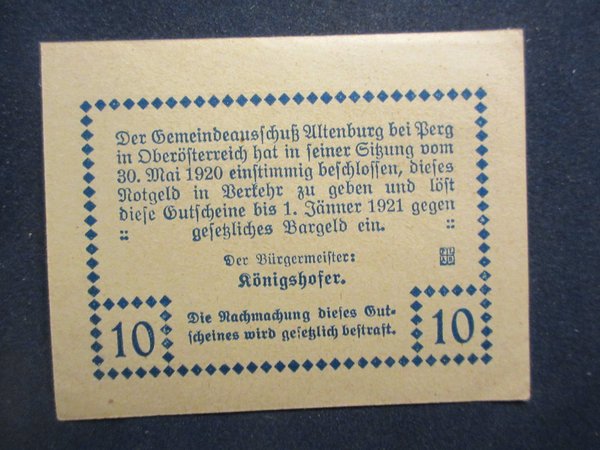 Der Gemeindeausschuß Altenburg bei Perg
in Oberösterreich hat in seiner Sitzung vom
30. Mai 1920 einstimmig beschlossen, dieses
Notgeld in Verkehr zu geben und löst
diese Gutscheine bis 1. Jänner 1921 gegen
:: gesetzliches Bargeld ein. ::
Der Bürgermeister:
Königshofer.
Die Nachmachung dieses Gut-
scheines wird gesetzlich bestraft.
10 10